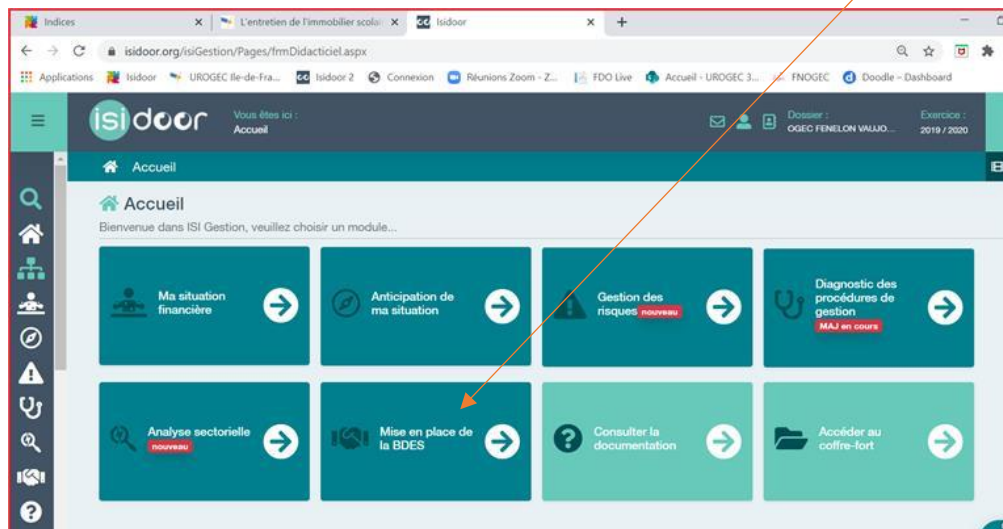 Indices
L'entretien de l'immobilier scolai
Isidoor
isidoor.org/isiGestion/Pages/frmDidacticiel.aspx
Applications Isidoor UROGEC Ile-de-Fra... Isidoor 2 Connexion Réunions Zoom - Z... FDO Live Accueil - UROGEC 3... FNOGEC Doodle – Dashboard
isidoor
Vous êtes ici :
Accueil
Dossier :
OGEC FENELON VAUJO...
Exercice :
2019 / 2020
Accueil
Accueil
Bienvenue dans ISI Gestion, veuillez choisir un module...
Ma situation
financière
Anticipation de
ma situation
Gestion des
risques nouveau
Diagnostic des
procédures de
gestion
MAJ en cours
Analyse sectorielle
nouveau
Mise en place de
la BDES
Consulter la
documentation
Accéder au
coffre-fort